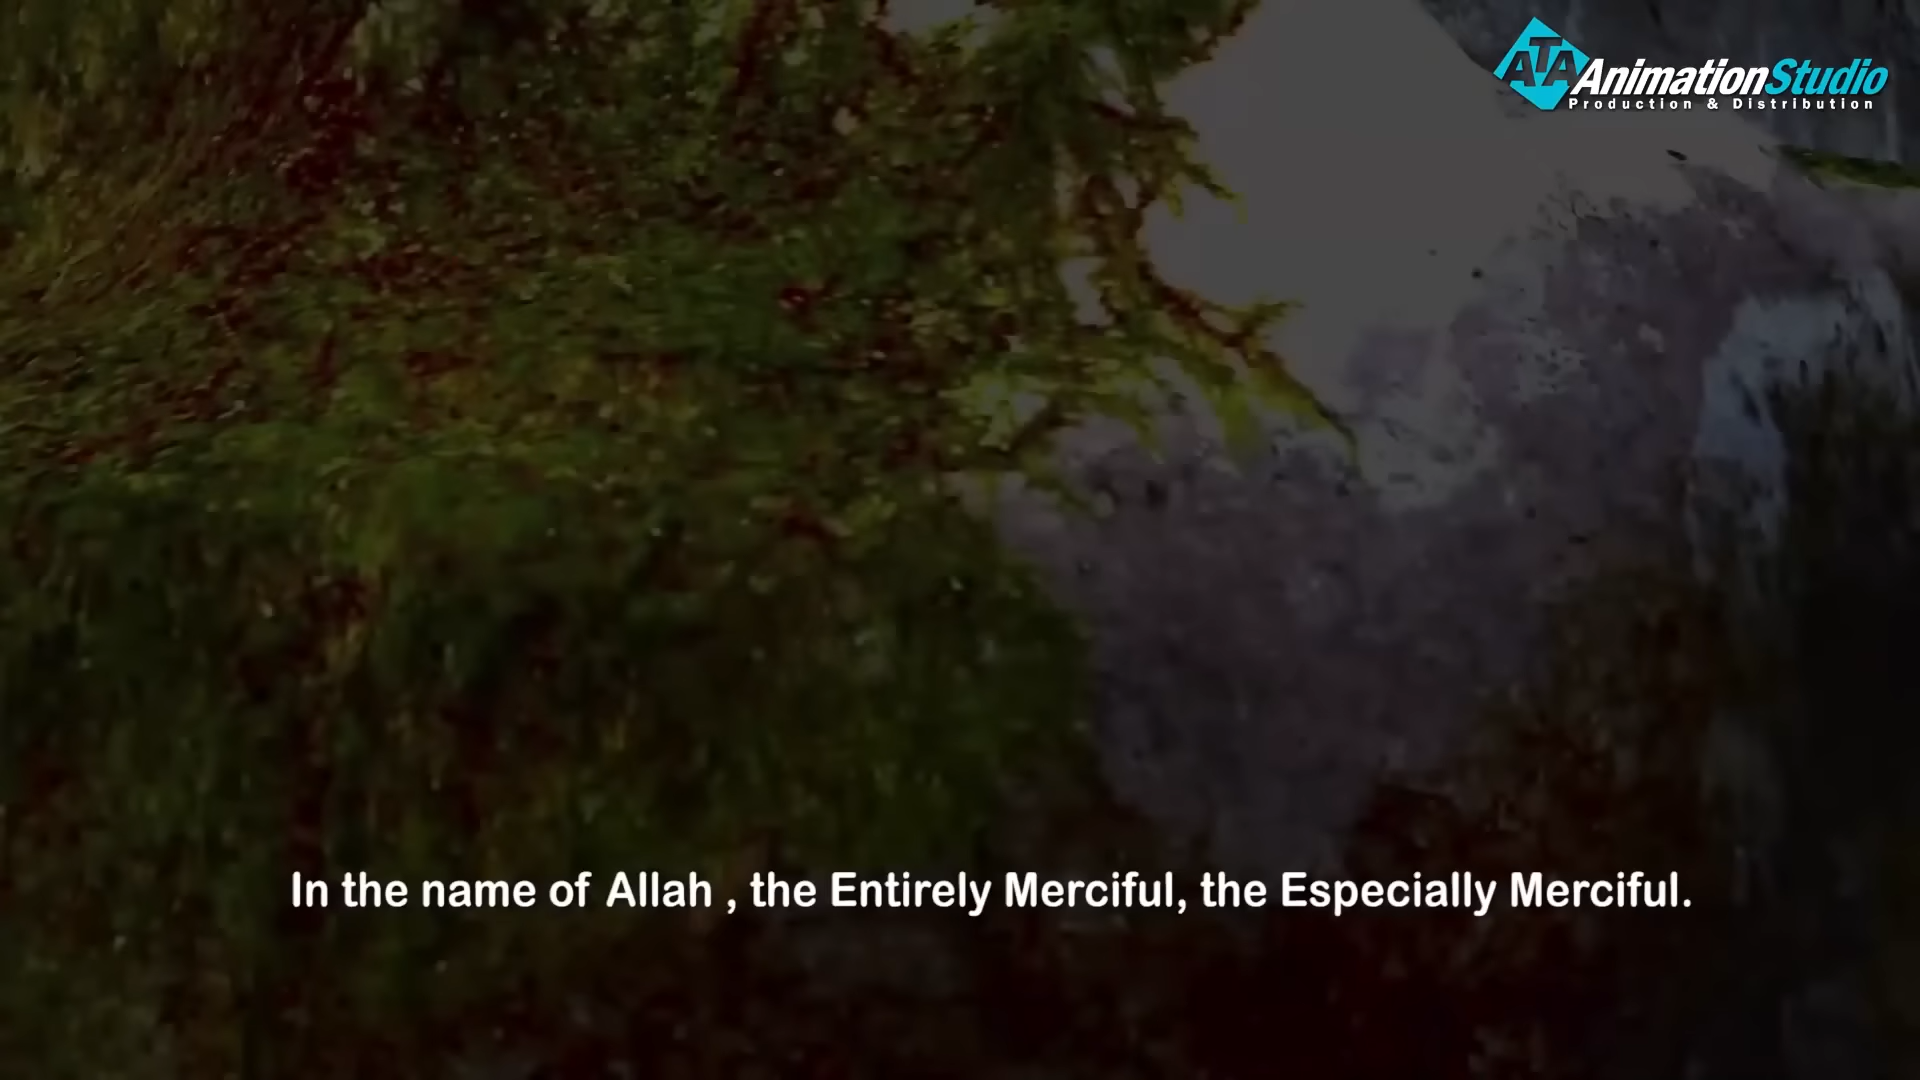 ATA AnimationStudio
Production & Distribution
In the name of Allah , the Entirely Merciful, the Especially Merciful.